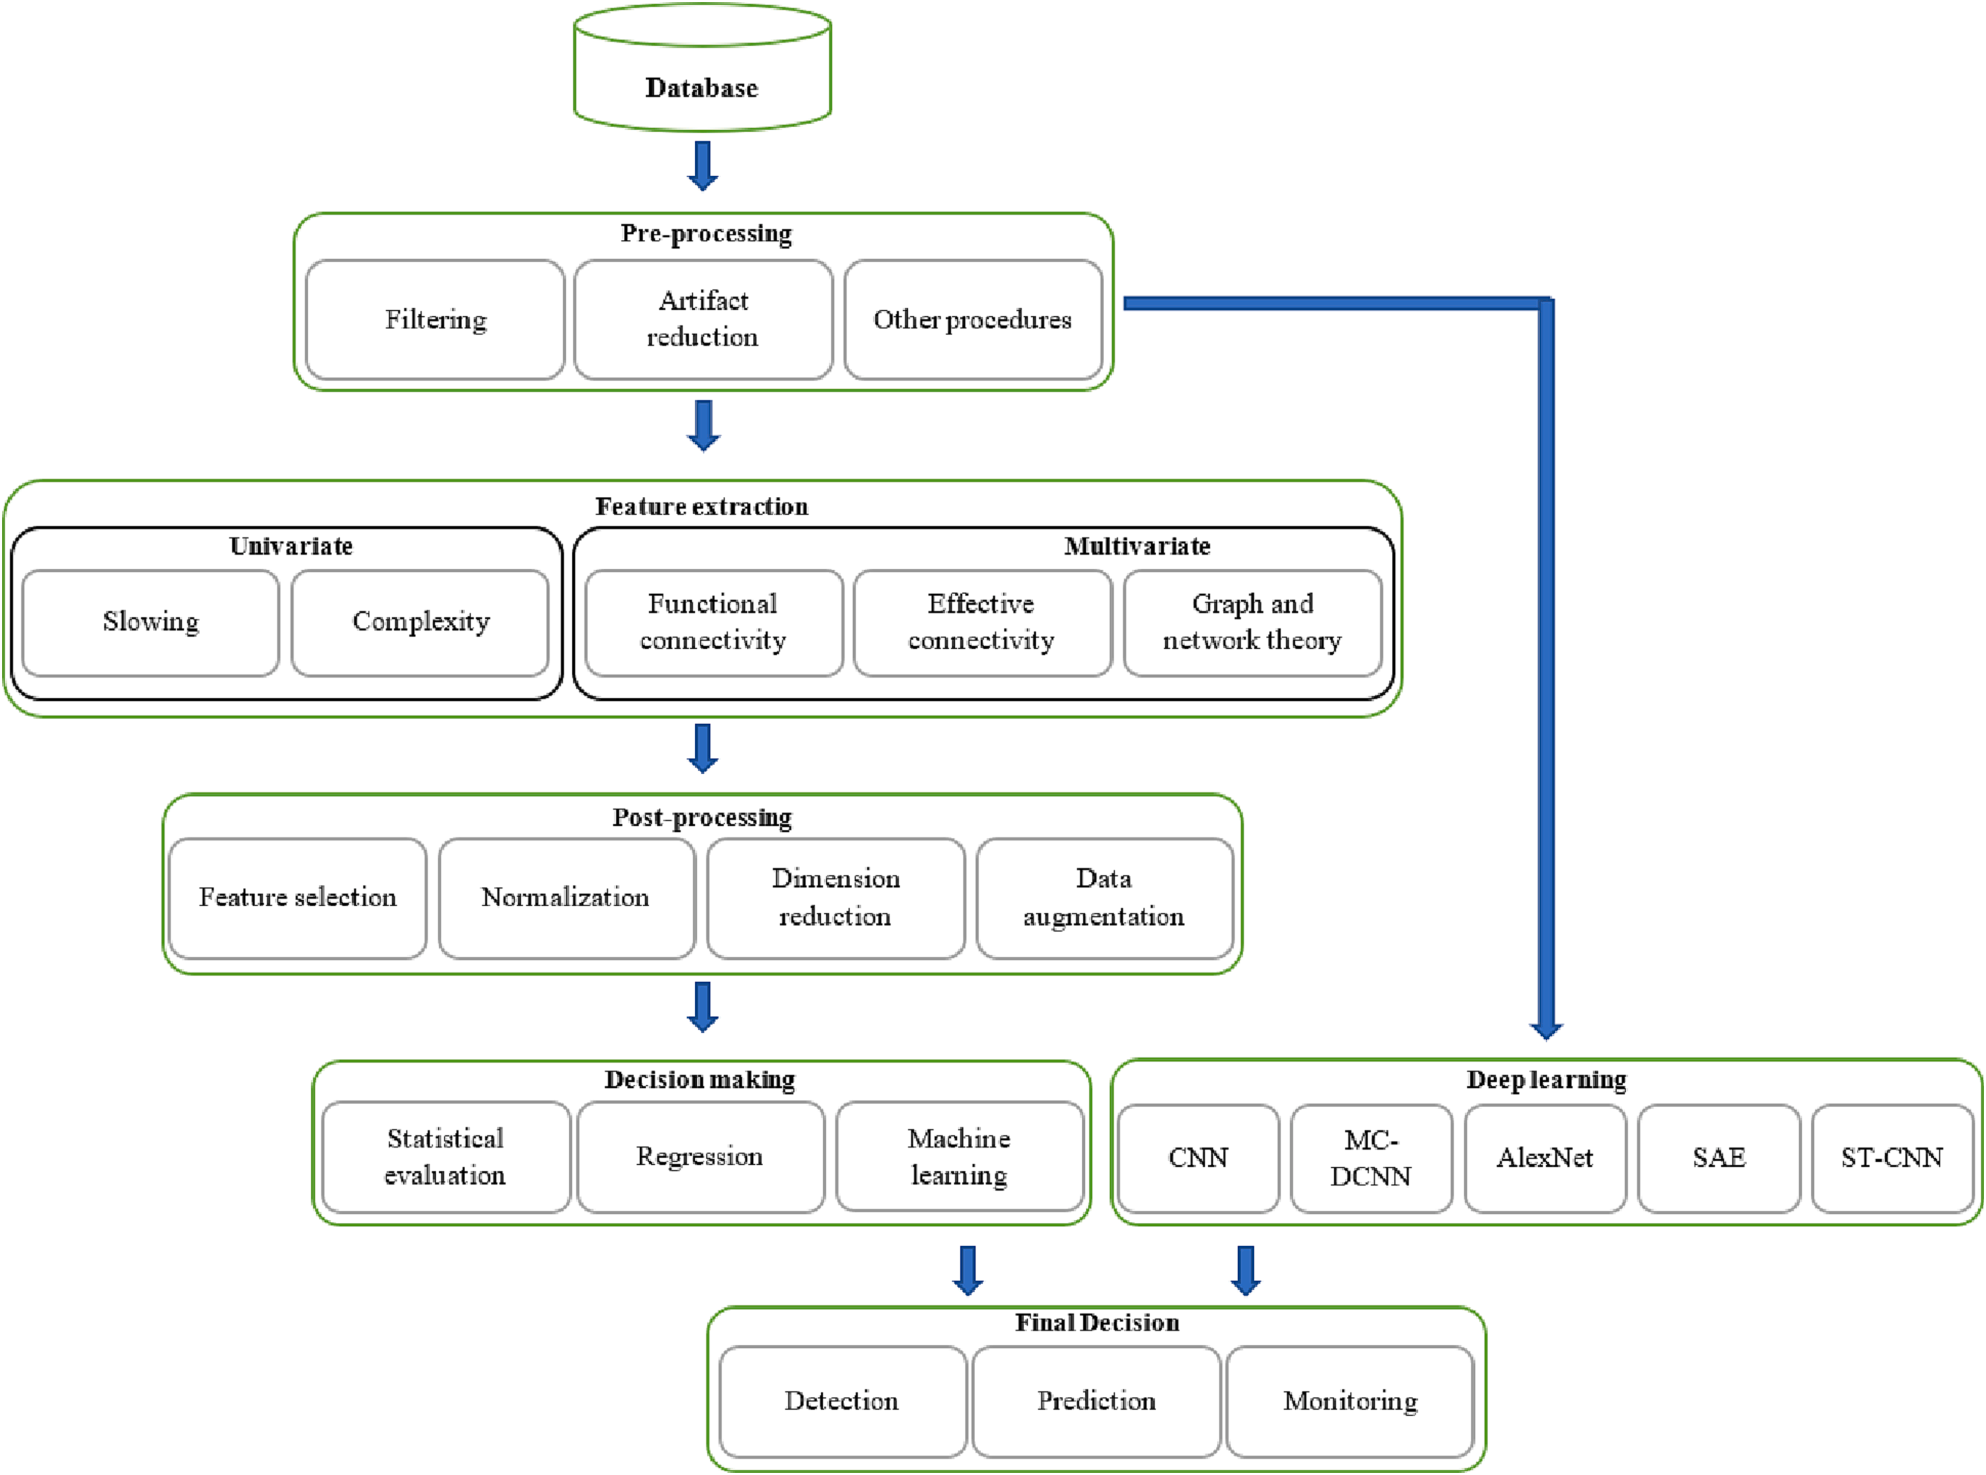 Database
Pre-processing
Filtering
Artifact
reduction
Other procedures
Feature extraction
Univariate
Slowing
Complexity
Multivariate
Functional
connectivity
Effective
connectivity
Graph and
network theory
Post-processing
Feature selection
Normalization
Dimension
reduction
Data
augmentation
Decision making
Statistical
evaluation
Regression
Machine
learning
Deep learning
CNN
MC-
DCNN
AlexNet
SAE
ST-CNN
Final Decision
Detection
Prediction
Monitoring